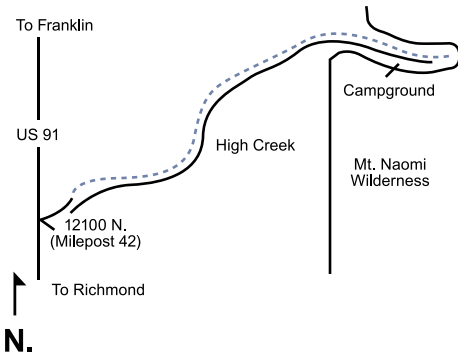 To Franklin
US 91
Campground
High Creek
Mt. Naomi
Wilderness
12100 N.
(Milepost 42)
To Richmond
N.